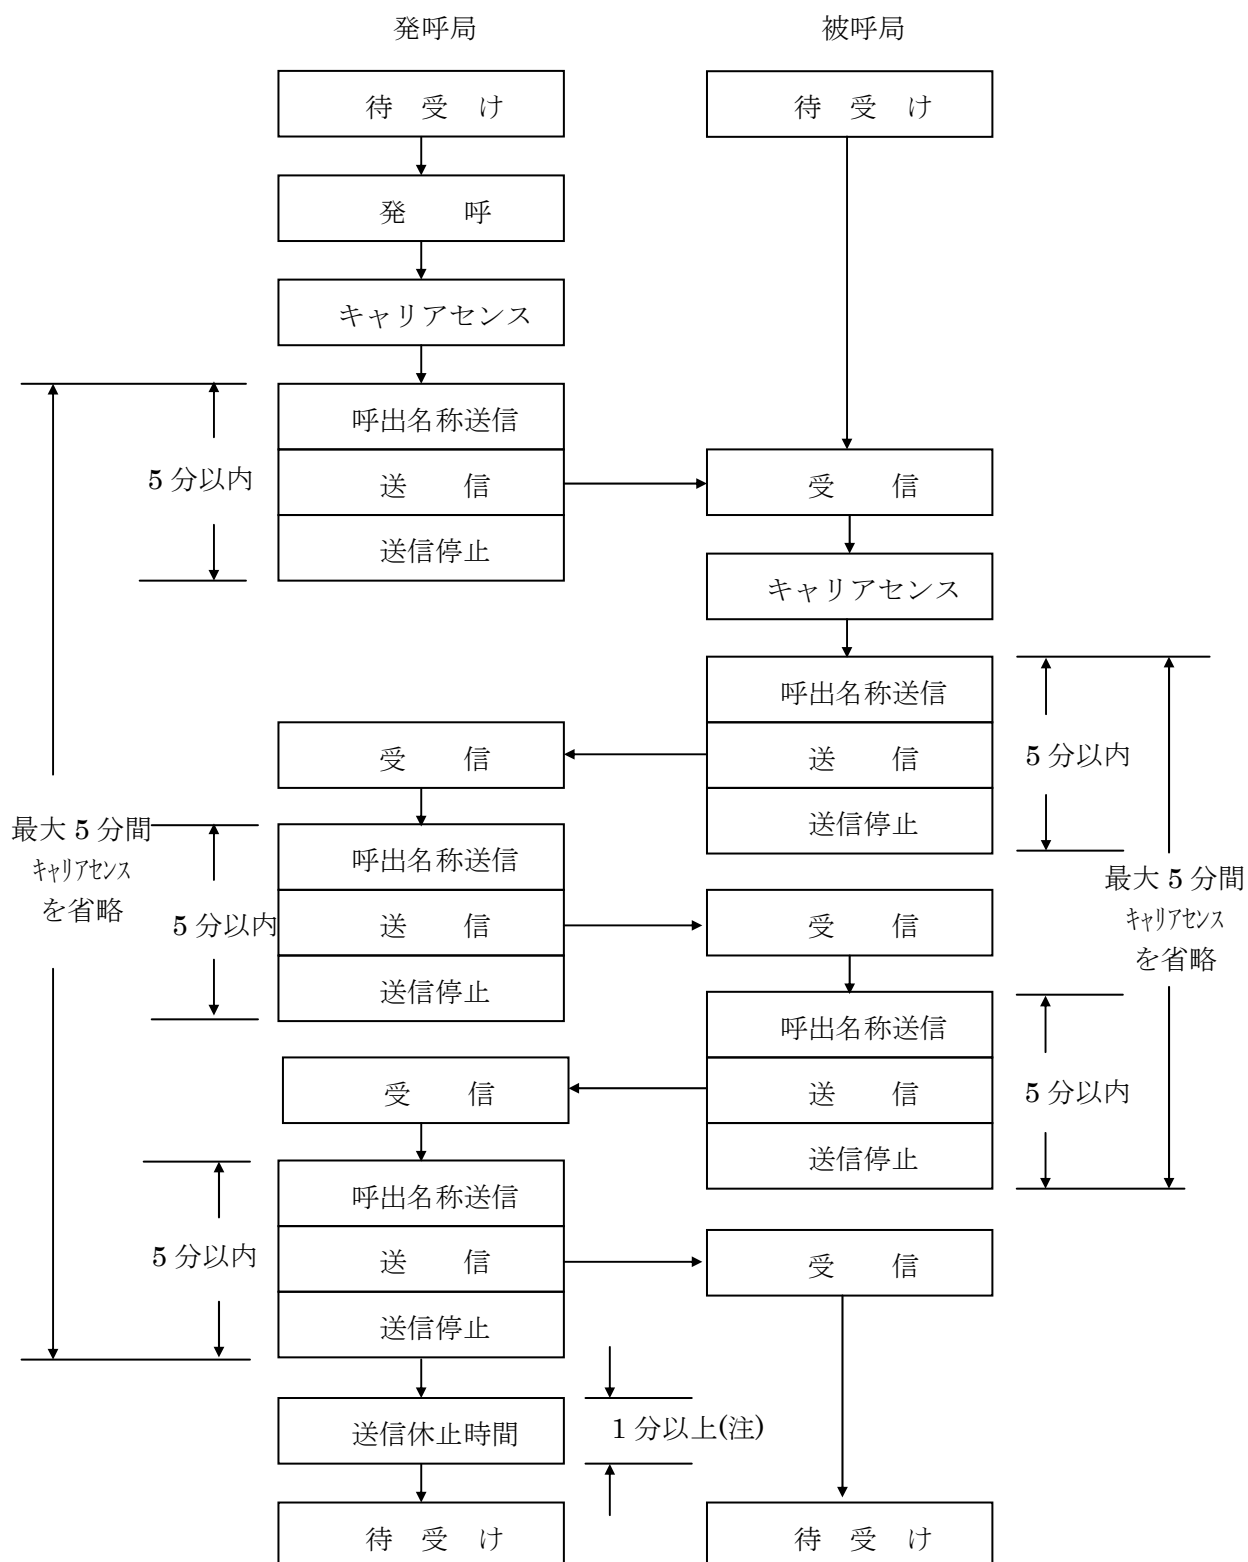 発呼局 被呼局
待 受 け 待 受 け
発 呼
キャリアセンス
呼出名称送信
5 分以内 送 信 受 信
送信停止
キャリアセンス
呼出名称送信
受 信 送 信 5 分以内
送信停止
最大 5 分間
キャリアセンス
を省略
呼出名称送信
最大 5 分間
キャリアセンス
を省略
5 分以内 送 信 受 信
送信停止
呼出名称送信
受 信 送 信 5 分以内
送信停止
呼出名称送信
5 分以内 送 信 受 信
送信停止
送信休止時間 1 分以上(注)
待 受 け 待 受 け